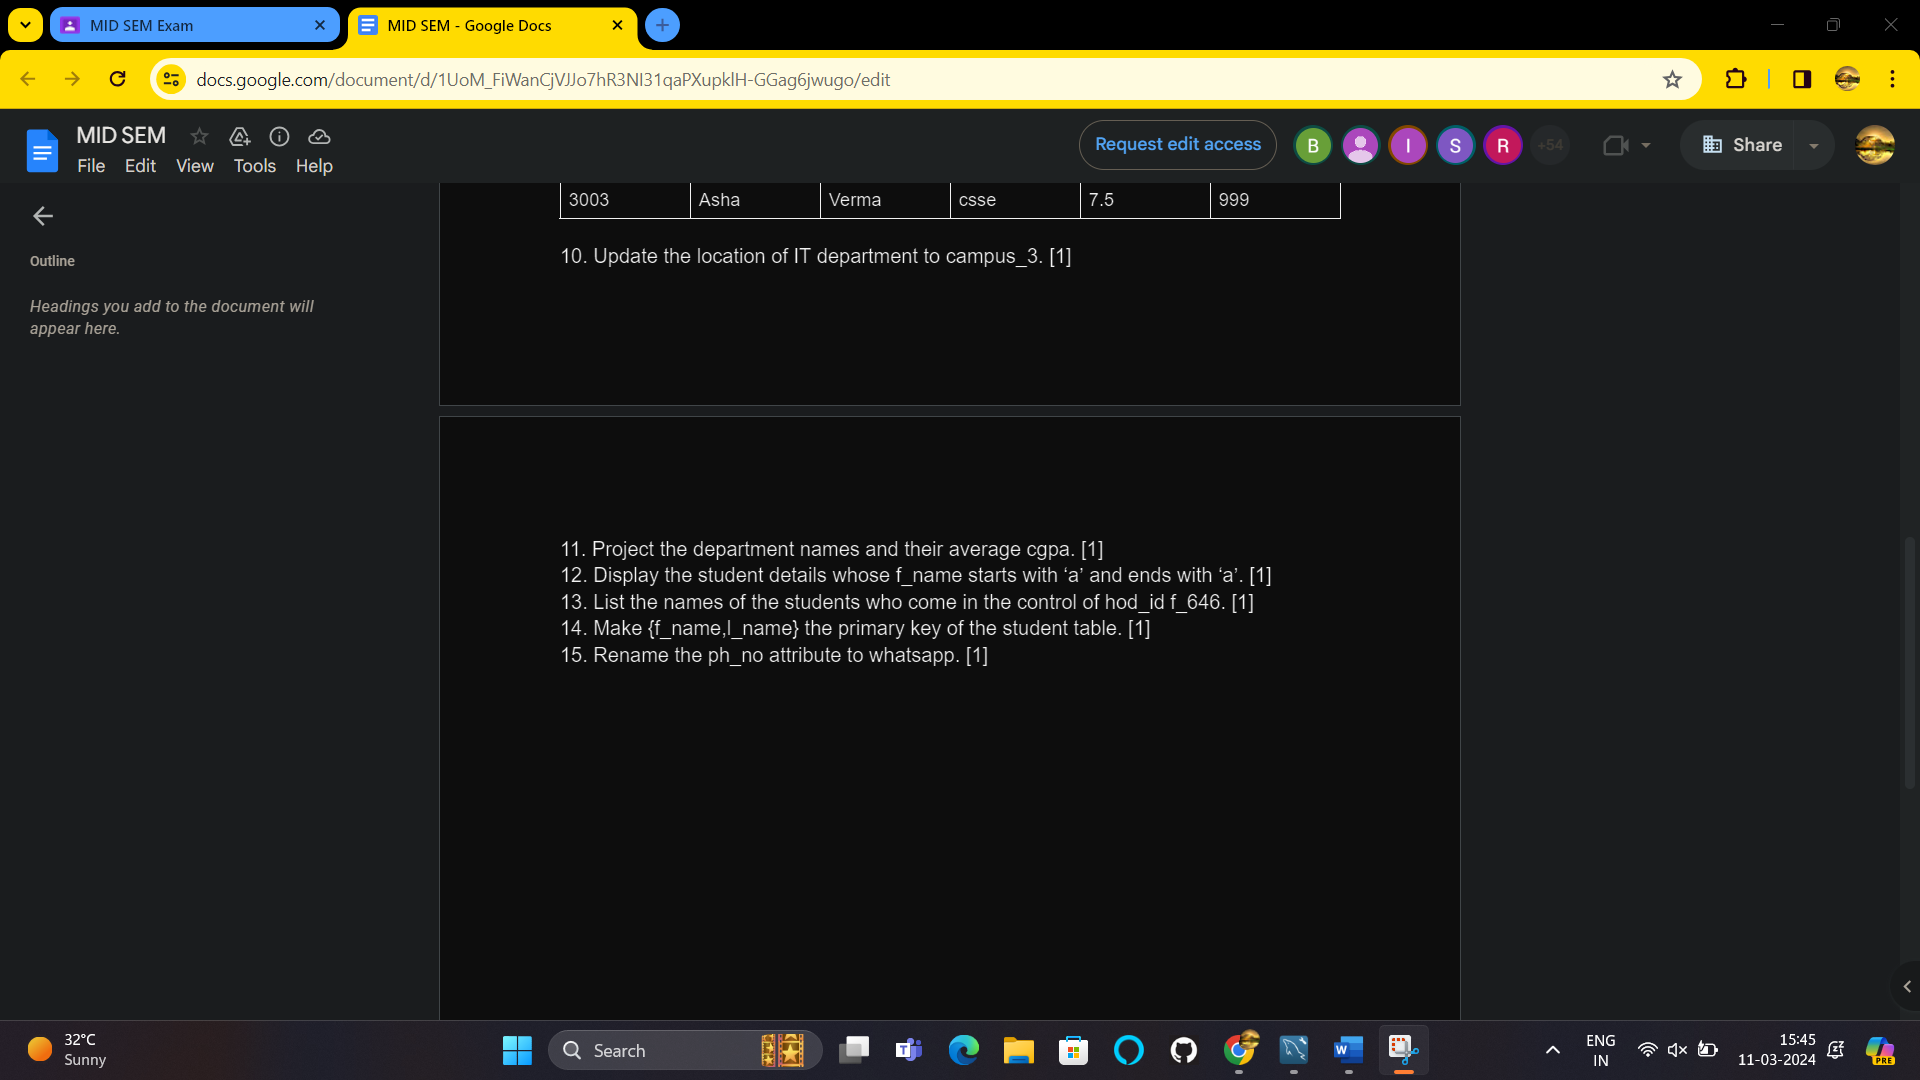 MID SEM Exam
MID SEM - Google Docs
docs.google.com/document/d/1UoM_FiWanCjVJJo7hR3NI31qaPXupklH-GGag6jwugo/edit
MID SEM
File Edit View Tools Help
Request edit access
B I S R +54
Share
Outline
Headings you add to the document will
appear here.
3003 Asha Verma csse 7.5 999
10. Update the location of IT department to campus_3. [1]
11. Project the department names and their average cgpa. [1]
12. Display the student details whose f_name starts with ‘a’ and ends with ‘a’. [1]
13. List the names of the students who come in the control of hod_id f_646. [1]
14. Make {f_name,l_name} the primary key of the student table. [1]
15. Rename the ph_no attribute to whatsapp. [1]
32°C
Sunny
Search
ENG
IN
15:45
11-03-2024
PRE